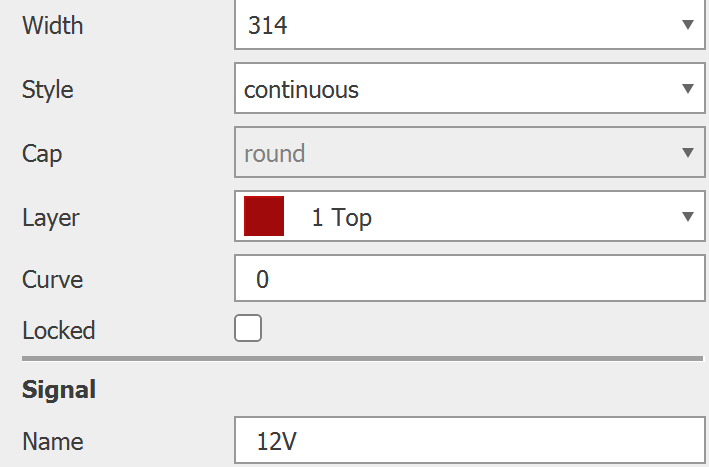 Width 314
Style continuous
Cap round
Layer 1 Top
Curve 0
Locked
Signal
Name 12V